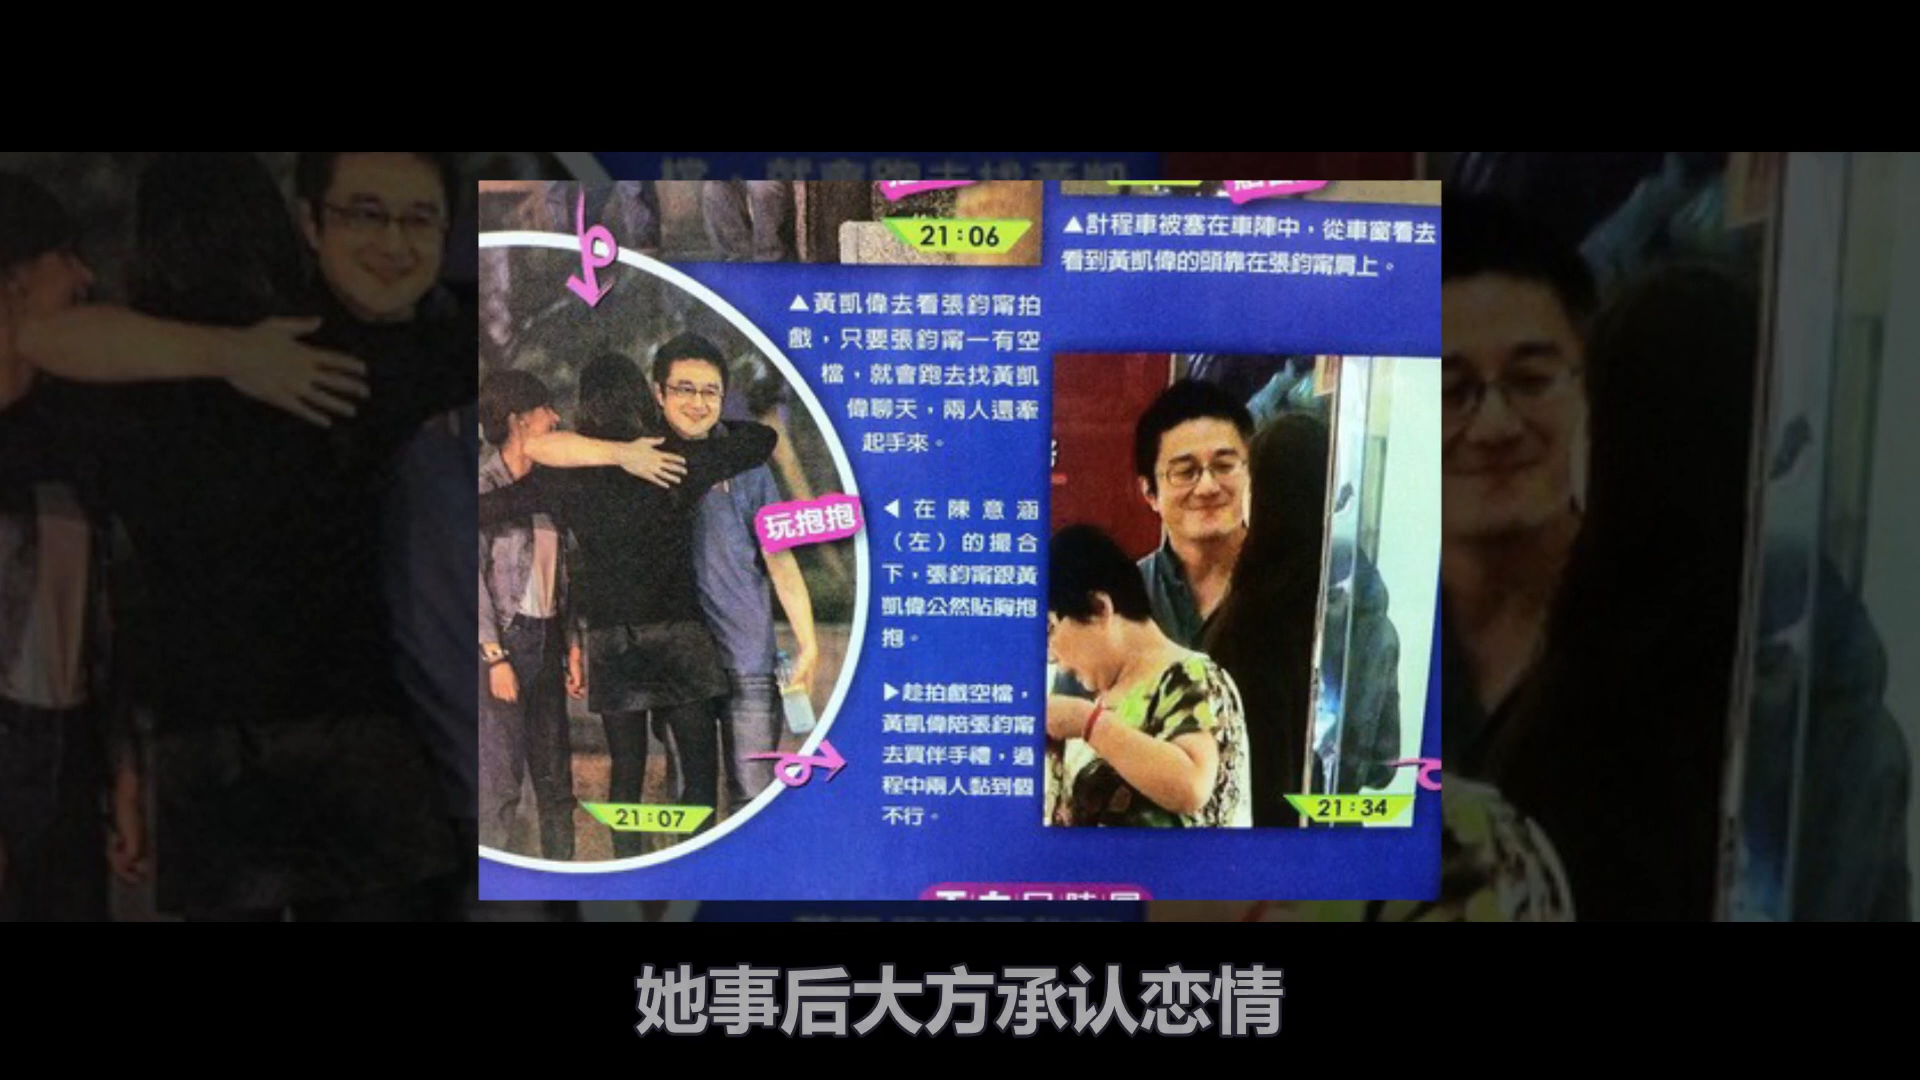 21:06
▲黃凱偉去看張鈞甯拍
戲，只要張鈞甯一有空
檔，就會跑去找黃凱
偉聊天，兩人還牽
起手來。
玩抱抱
◀在陳意涵
（左）的撮合
下，張鈞甯跟黃
凱偉公然貼胸抱
抱。
▶趁拍戲空檔，
黃凱偉陪張鈞甯
去買伴手禮，過
程中兩人黏到個
不行。
21:07
▲計程車被塞在車陣中，從車窗看去
看到黃凱偉的頭靠在張鈞甯肩上。
21:34
她事后大方承认恋情